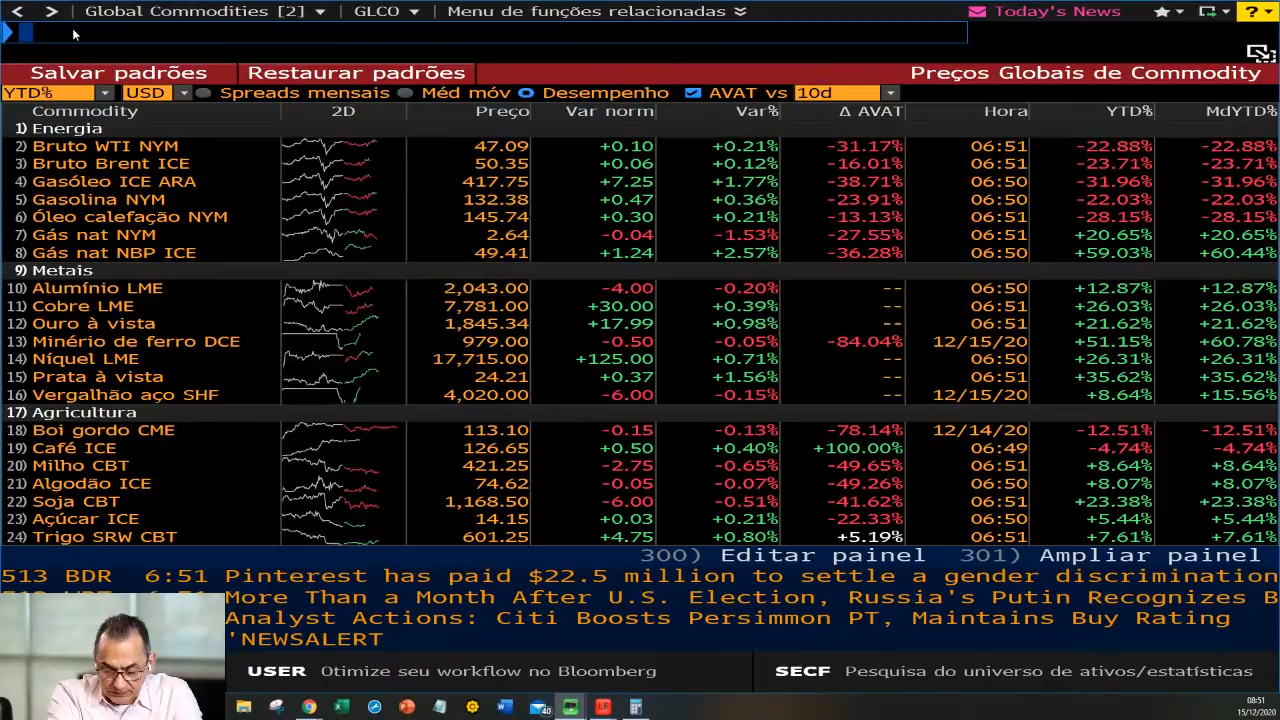 Global Commodities [2] GLCO Menu de funções relacionadas Today's News ?
Salvar padrões Restaurar padrões Preços Globais de Commodity
YTD% USD Spreads mensais Méd móv Desempenho AVAT vs 10d
Commodity 2D Preço Var norm Var% Δ AVAT Hora YTD% MdYTD%
1) Energia
2) Bruto WTI NYM 47.09 +0.10 +0.21% -31.17% 06:51 -22.88% -22.88%
3) Bruto Brent ICE 50.35 +0.06 +0.12% -16.01% 06:51 -23.71% -23.71%
4) Gasóleo ICE ARA 417.75 +7.25 +1.77% -38.71% 06:50 -31.96% -31.96%
5) Gasolina NYM 132.38 +0.47 +0.36% -23.91% 06:50 -22.03% -22.03%
6) Óleo calefação NYM 145.74 +0.30 +0.21% -13.13% 06:51 -28.15% -28.15%
7) Gás nat NYM 2.64 -0.04 -1.53% -27.55% 06:51 +20.65% +20.65%
8) Gás nat NBP ICE 49.41 +1.24 +2.57% -36.28% 06:51 +59.03% +60.44%
9) Metais
10) Alumínio LME 2,043.00 -4.00 -0.20% -- 06:50 +12.87% +12.87%
11) Cobre LME 7,781.00 +30.00 +0.39% -- 06:51 +26.03% +26.03%
12) Ouro à vista 1,845.34 +17.99 +0.98% -- 06:51 +21.62% +21.62%
13) Minério de ferro DCE 979.00 -0.50 -0.05% -84.04% 12/15/20 +51.15% +60.78%
14) Níquel LME 17,715.00 +125.00 +0.71% -- 06:50 +26.31% +26.31%
15) Prata à vista 24.21 +0.37 +1.56% -- 06:51 +35.62% +35.62%
16) Vergalhão aço SHF 4,020.00 -6.00 -0.15% -- 12/15/20 +8.64% +15.56%
17) Agricultura
18) Boi gordo CME 113.10 -0.15 -0.13% -78.14% 12/14/20 -12.51% -12.51%
19) Café ICE 126.65 +0.50 +0.40% +100.00% 06:49 -4.74% -4.74%
20) Milho CBT 421.25 -2.75 -0.65% -49.65% 06:51 +8.64% +8.64%
21) Algodão ICE 74.62 -0.05 -0.07% -49.26% 06:51 +8.07% +8.07%
22) Soja CBT 1,168.50 -6.00 -0.51% -41.62% 06:51 +23.38% +23.38%
23) Açúcar ICE 14.15 +0.03 +0.21% -22.33% 06:50 +5.44% +5.44%
24) Trigo SRW CBT 601.25 +4.75 +0.80% +5.19% 06:51 +7.61% +7.61%
300) Editar painel 301) Ampliar painel
513 BDR 6:51 Pinterest has paid $22.5 million to settle a gender discrimination
More Than a Month After U.S. Election, Russia's Putin Recognizes B
Analyst Actions: Citi Boosts Persimmon PT, Maintains Buy Rating
'NEWSALERT
USER Otimize seu workflow no Bloomberg SECF Pesquisa do universo de ativos/estatísticas
40
08:51
15/12/2020